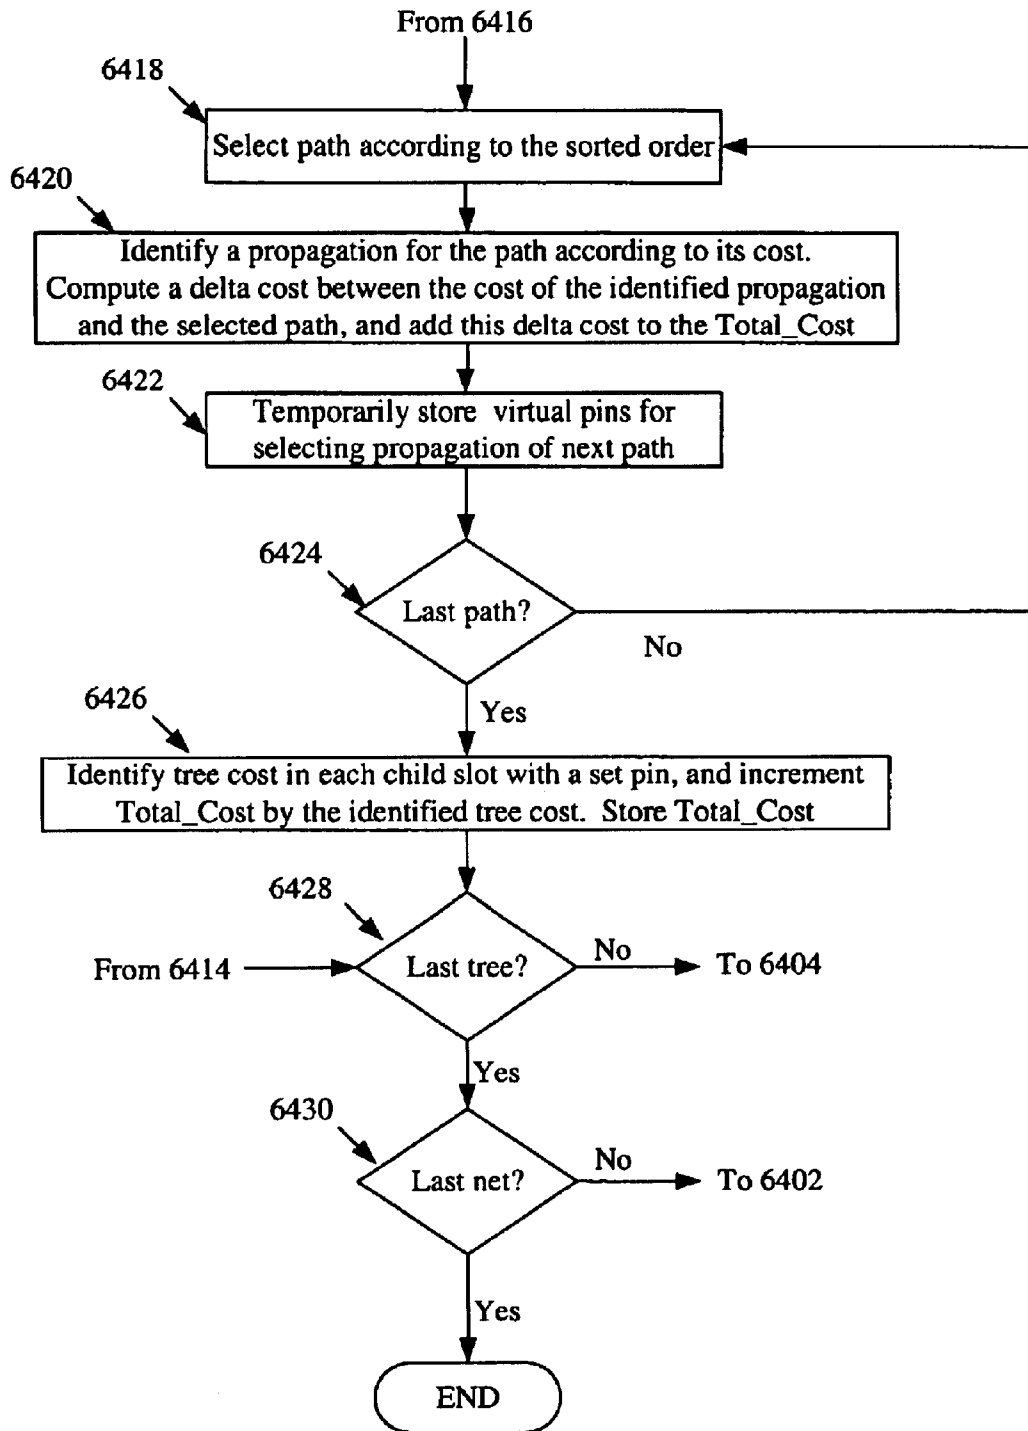 From 6416
6418
Select path according to the sorted order
6420
Identify a propagation for the path according to its cost.
Compute a delta cost between the cost of the identified propagation
and the selected path, and add this delta cost to the Total_Cost
6422
Temporarily store virtual pins for
selecting propagation of next path
6424
Last path?
No
Yes
6426
Identify tree cost in each child slot with a set pin, and increment
Total_Cost by the identified tree cost. Store Total_Cost
6428
From 6414
Last tree?
No
To 6404
Yes
6430
Last net?
No
To 6402
Yes
END